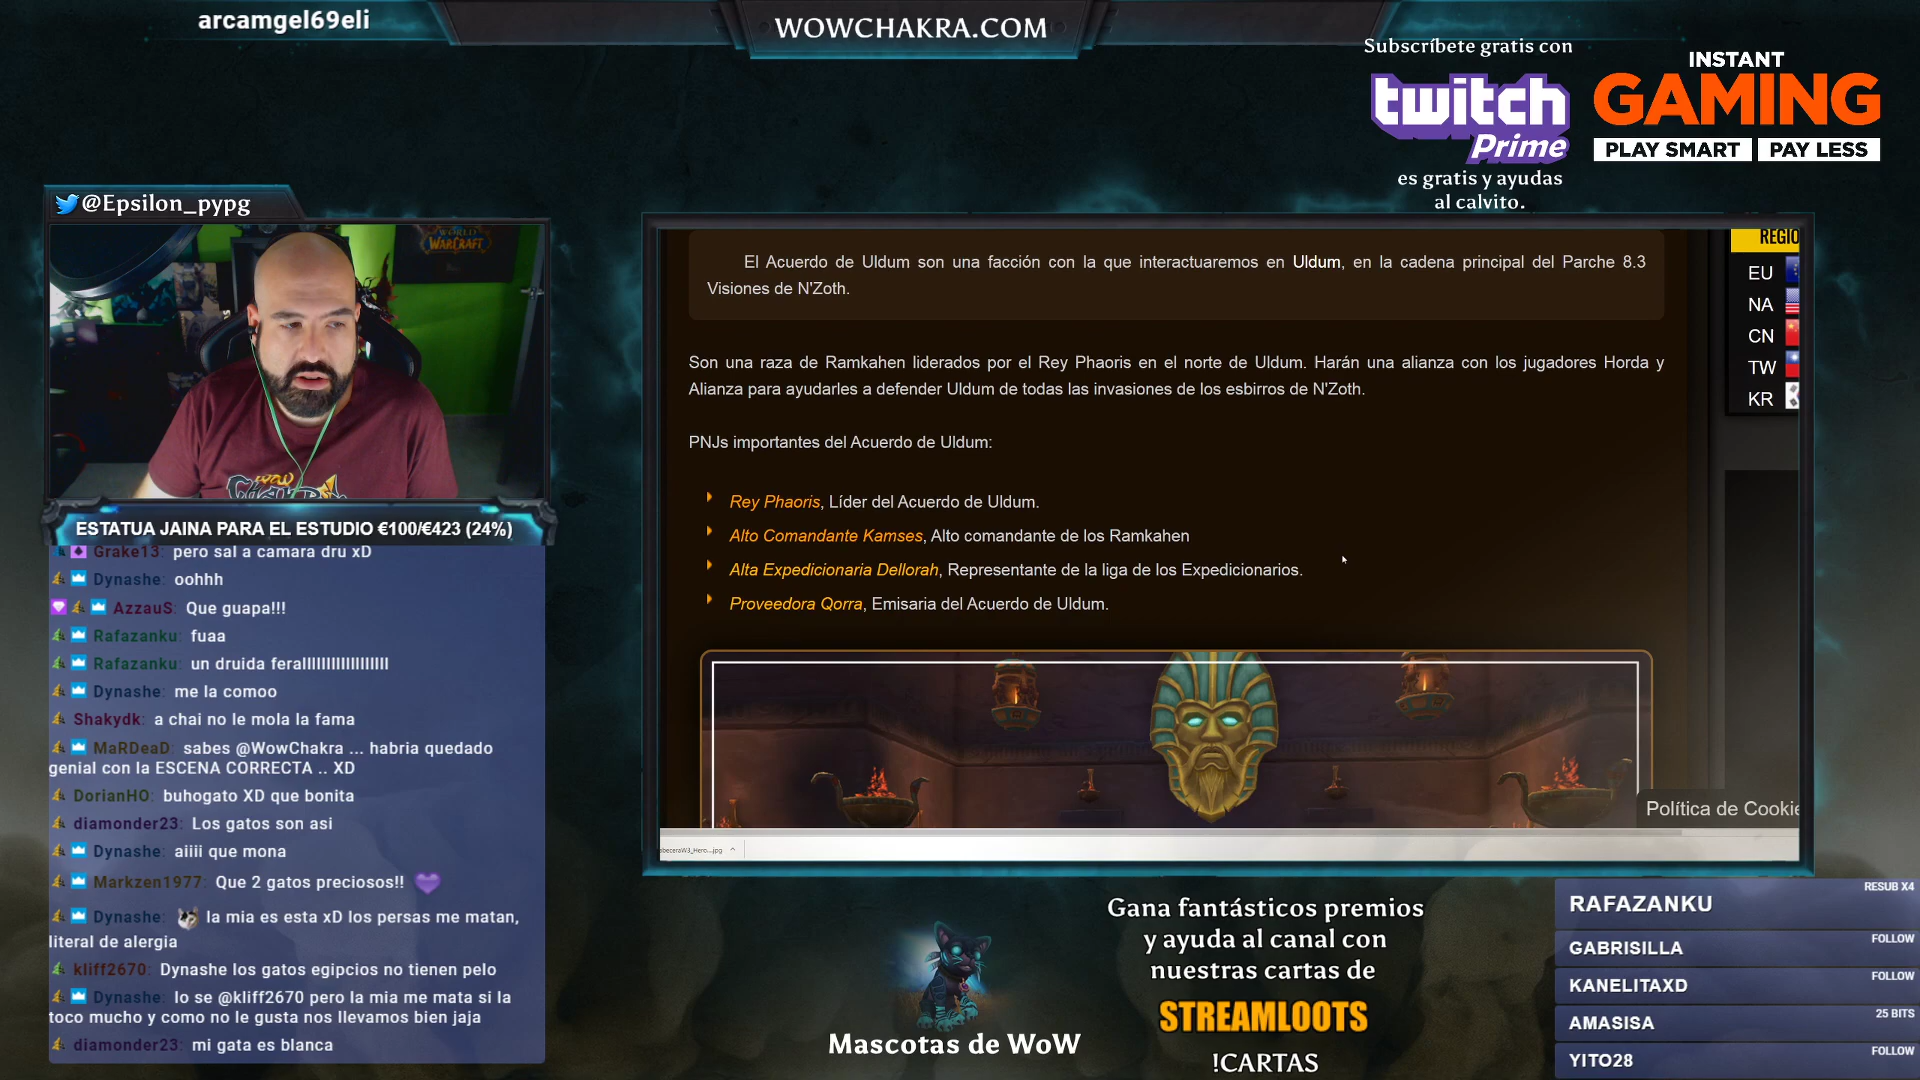 arcamgel69eli
WOWCHAKRA.COM
Subscríbete gratis con
twitch
Prime
es gratis y ayudas
al calvito.
INSTANT
GAMING
PLAY SMART PAY LESS
@Epsilon_pypg
WORLD
WARCRAFT
ESTATUA JAINA PARA EL ESTUDIO €100/€423 (24%)
Grake13: pero sal a camara dru xD
Dynashe: oohhh
AzzauS: Que guapa!!!
Rafazanku: fuaa
Rafazanku: un druida ferallllllllllllllllll
Dynashe: me la comoo
Shakydk: a chai no le mola la fama
MaRDeaD: sabes @WowChakra ... habria quedado
genial con la ESCENA CORRECTA .. XD
DorianHO: buhogato XD que bonita
diamonder23: Los gatos son asi
Dynashe: aiiii que mona
Markzen1977: Que 2 gatos preciosos!!
Dynashe: la mia es esta xD los persas me matan,
literal de alergia
kliff2670: Dynashe los gatos egipcios no tienen pelo
Dynashe: lo se @kliff2670 pero la mia me mata si la
toco mucho y como no le gusta nos llevamos bien jaja
diamonder23: mi gata es blanca
El Acuerdo de Uldum son una facción con la que interactuaremos en Uldum, en la cadena principal del Parche 8.3
Visiones de N'Zoth.
Son una raza de Ramkahen liderados por el Rey Phaoris en el norte de Uldum. Harán una alianza con los jugadores Horda y
Alianza para ayudarles a defender Uldum de todas las invasiones de los esbirros de N'Zoth.
PNJs importantes del Acuerdo de Uldum:
Rey Phaoris, Líder del Acuerdo de Uldum.
Alto Comandante Kamses, Alto comandante de los Ramkahen
Alta Expedicionaria Dellorah, Representante de la liga de los Expedicionarios.
Proveedora Qorra, Emisaria del Acuerdo de Uldum.
REGIO
EU
NA
CN
TW
KR
Política de Cookie
Mascotas de WoW
Gana fantásticos premios
y ayuda al canal con
nuestras cartas de
STREAMLOOTS
!CARTAS
RESUB X4
RAFAZANKU
FOLLOW
GABRISILLA
FOLLOW
KANELITAXD
25 BITS
AMASISA
FOLLOW
YITO28